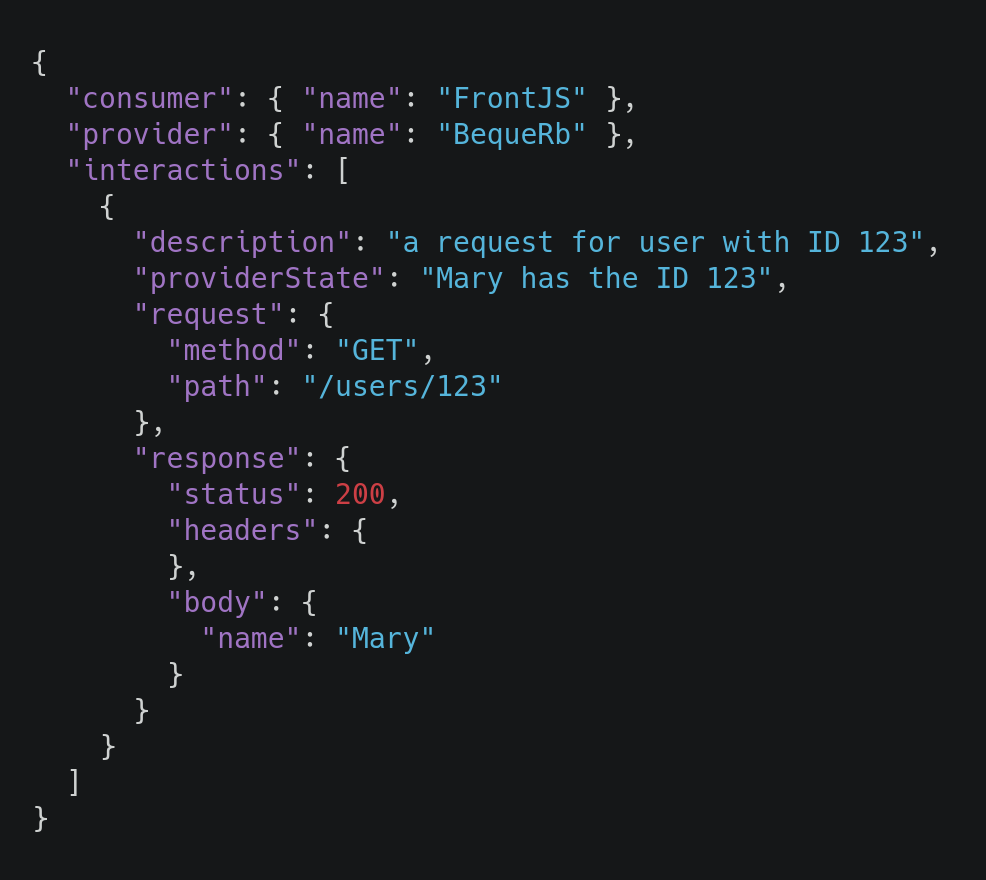 {
  "consumer": { "name": "FrontJS" },
  "provider": { "name": "BequeRb" },
  "interactions": [
    {
      "description": "a request for user with ID 123",
      "providerState": "Mary has the ID 123",
      "request": {
        "method": "GET",
        "path": "/users/123"
      },
      "response": {
        "status": 200,
        "headers": {
        },
        "body": {
          "name": "Mary"
        }
      }
    }
  ]
}